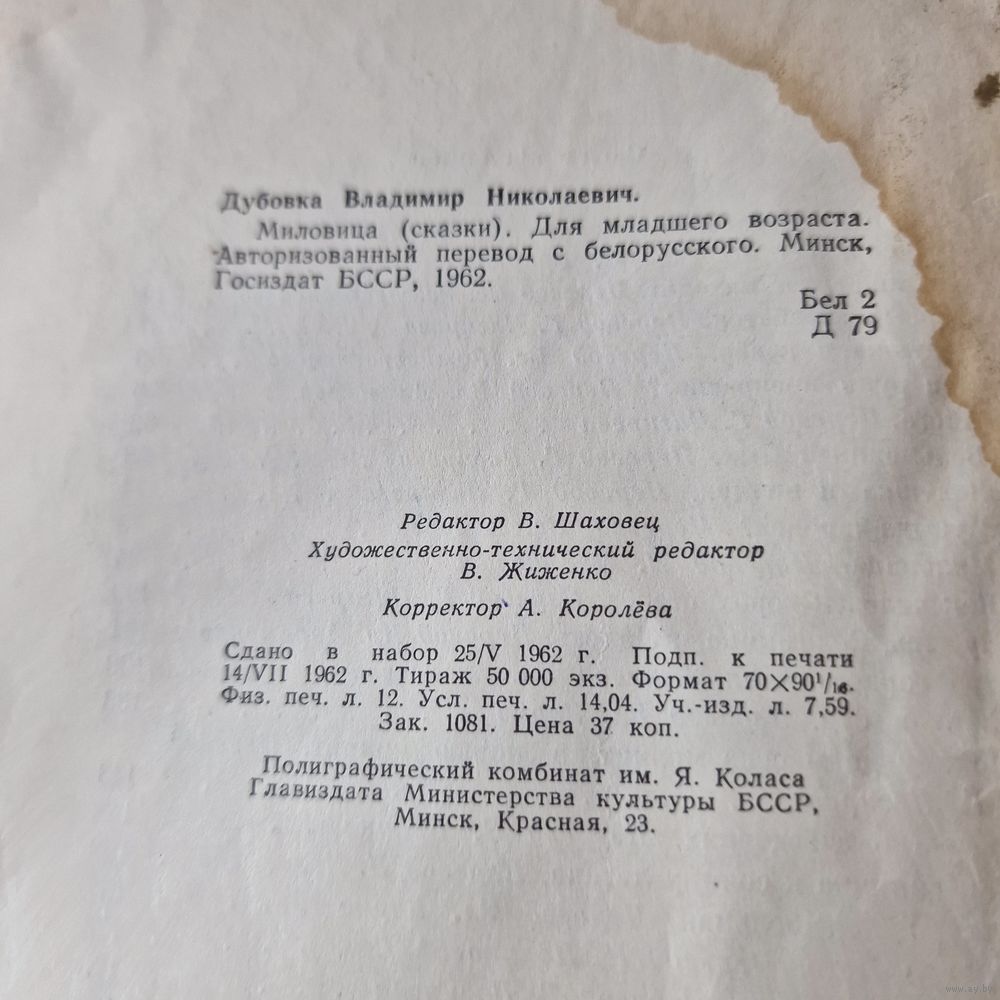 Дубовка Владимир Николаевич.
Миловица (сказки). Для младшего возраста.
Авторизованный перевод с белорусского. Минск,
Госиздат БССР, 1962.
Бел 2
Д 79
Редактор В. Шаховец
Художественно-технический редактор
В. Жиженко
Корректор А. Королёва
Сдано в набор 25/V 1962 г. Подп. к печати
14/VII 1962 г. Тираж 50 000 экз. Формат 70×90¹/₁₆.
Физ. печ. л. 12. Усл. печ. л. 14,04. Уч.-изд. л. 7,59.
Зак. 1081. Цена 37 коп.
Полиграфический комбинат им. Я. Коласа
Главиздата Министерства культуры БССР,
Минск, Красная, 23.
www.ay.by